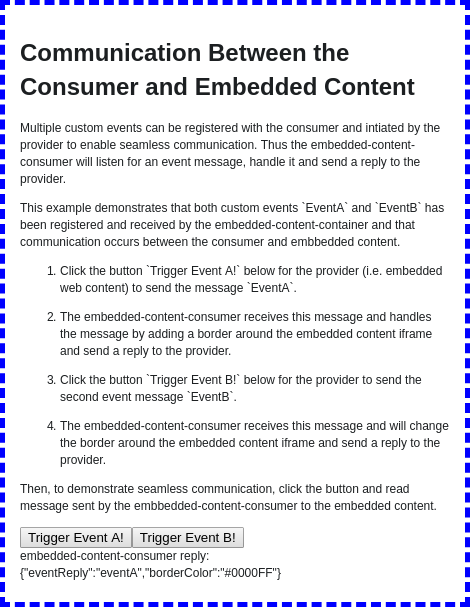 Communication Between the
Consumer and Embedded Content
Multiple custom events can be registered with the consumer and intiated by the
provider to enable seamless communication. Thus the embedded-content-
consumer will listen for an event message, handle it and send a reply to the
provider.
This example demonstrates that both custom events `EventA` and `EventB` has
been registered and received by the embedded-content-container and that
communication occurs between the consumer and embbedded content.
1. Click the button `Trigger Event A!` below for the provider (i.e. embedded
web content) to send the message `EventA`.
2. The embedded-content-consumer receives this message and handles
the message by adding a border around the embedded content iframe
and send a reply to the provider.
3. Click the button `Trigger Event B!` below for the provider to send the
second event message `EventB`.
4. The embedded-content-consumer receives this message and will change
the border around the embedded content iframe and send a reply to the
provider.
Then, to demonstrate seamless communication, click the button and read
message sent by the embbedded-content-consumer to the embedded content.
Trigger Event A! Trigger Event B!
embedded-content-consumer reply:
{"eventReply":"eventA","borderColor":"#0000FF"}